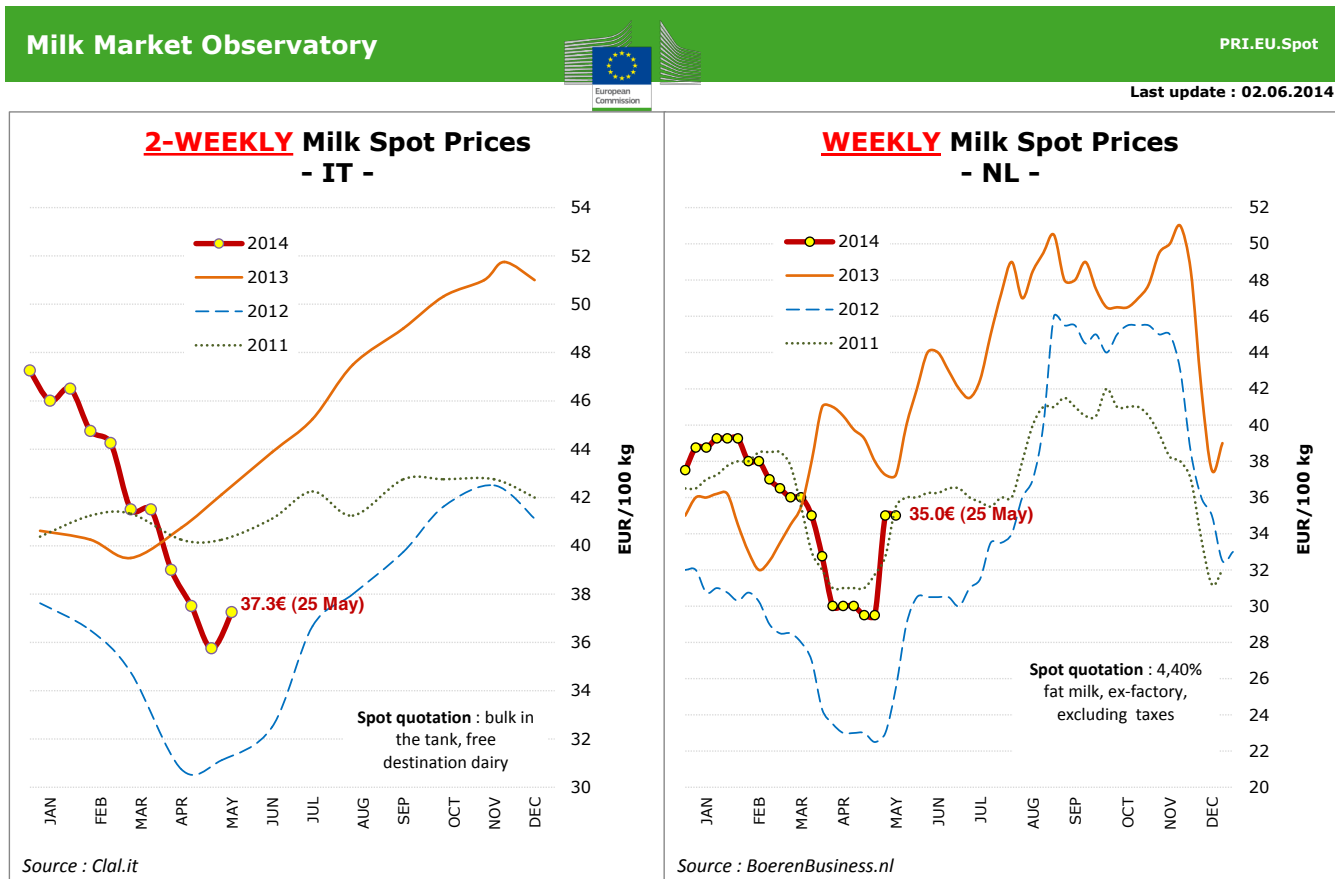 Milk Market Observatory
PRI.EU.Spot
European
Commission
Last update : 02.06.2014
2-WEEKLY Milk Spot Prices
- IT -
54
52
50
48
46
44
42
40
38
36
34
32
30
EUR/100 kg
2014
2013
2012
2011
37.3€ (25 May)
Spot quotation : bulk in
the tank, free
destination dairy
JAN
FEB
MAR
APR
MAY
JUN
JUL
AUG
SEP
OCT
NOV
DEC
Source : Clal.it
WEEKLY Milk Spot Prices
- NL -
52
50
48
46
44
42
40
38
36
34
32
30
28
26
24
22
20
EUR/100 kg
2014
2013
2012
2011
35.0€ (25 May)
Spot quotation : 4,40%
fat milk, ex-factory,
excluding taxes
JAN
FEB
MAR
APR
MAY
JUN
JUL
AUG
SEP
OCT
NOV
DEC
Source : BoerenBusiness.nl